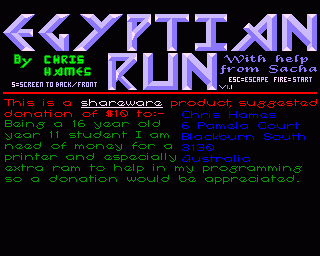 EGYPTIAN
RUN
By CHRIS
HAMES
With help
from Sacha
S=SCREEN TO BACK/FRONT
ESC=ESCAPE FIRE=START
V1.1
This is a shareware product, suggested
donation of $10 to:-
Chris Hames
6 Pamela Court
Blackburn South
3130
Australia
Being a 16 year old
year 11 student I am
need of money for a
printer and especially
extra ram to help in my programming
so a donation would be appreciated.